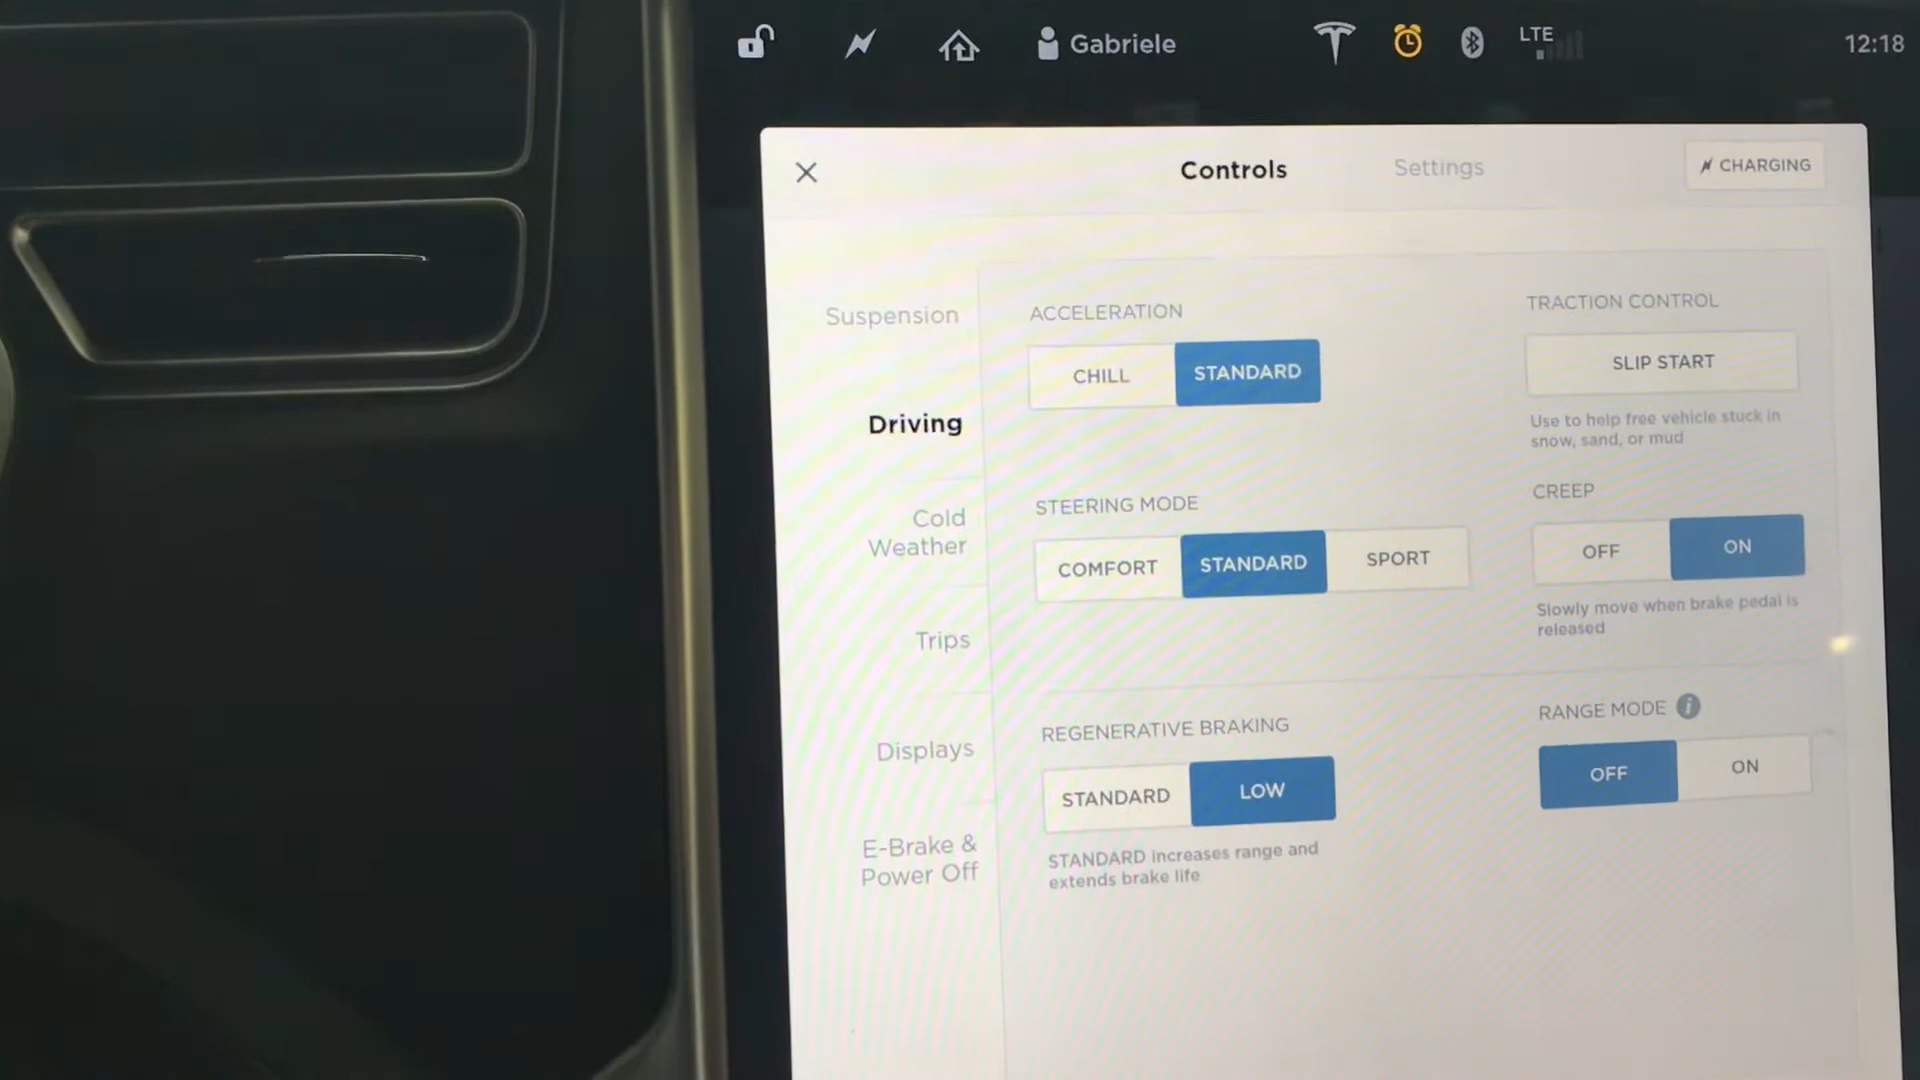 Gabriele
LTE
12:18
Controls
Settings
CHARGING
Suspension
Driving
Cold
Weather
Trips
Displays
E-Brake &
Power Off
ACCELERATION
CHILL
STANDARD
TRACTION CONTROL
SLIP START
Use to help free vehicle stuck in
snow, sand, or mud
STEERING MODE
COMFORT
STANDARD
SPORT
CREEP
OFF
ON
Slowly move when brake pedal is
released
REGENERATIVE BRAKING
STANDARD
LOW
STANDARD increases range and
extends brake life
RANGE MODE
OFF
ON